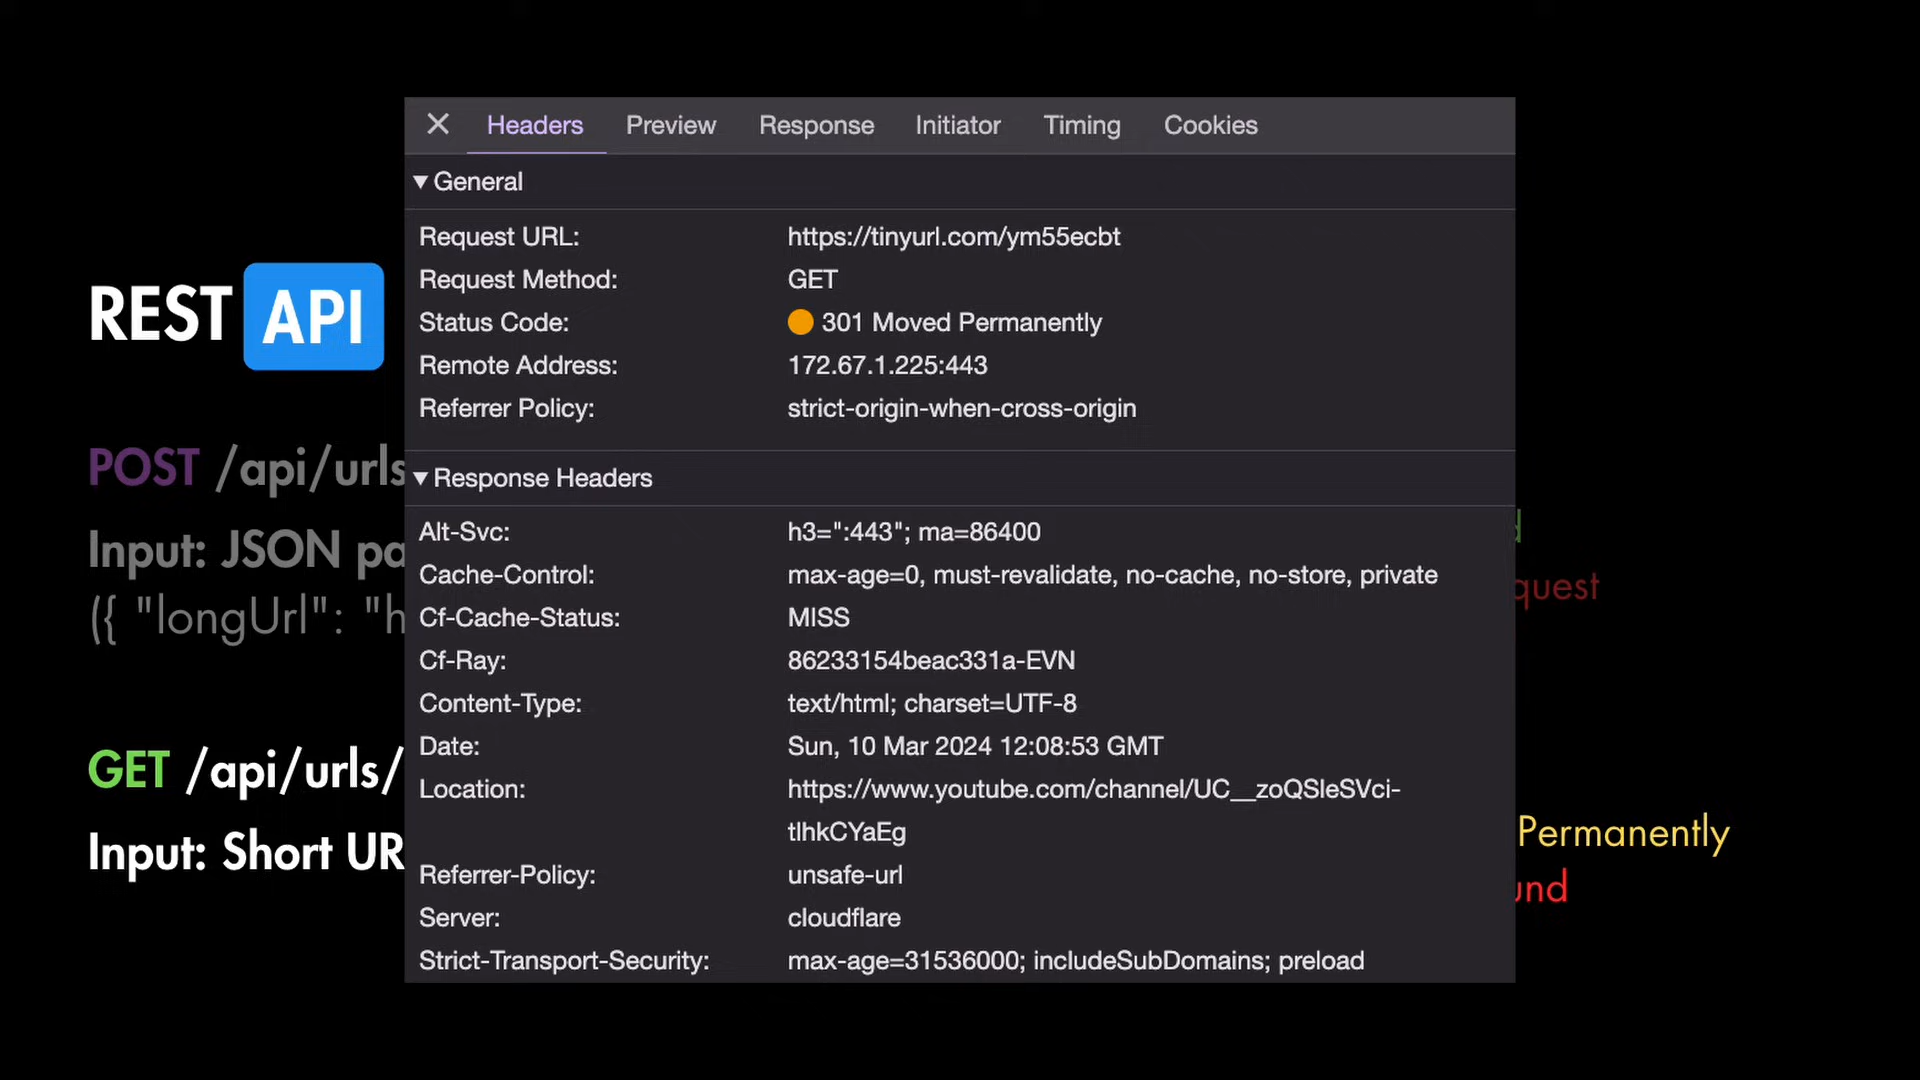 Headers Preview Response Initiator Timing Cookies
General
Request URL: https://tinyurl.com/ym55ecbt
Request Method: GET
Status Code: 301 Moved Permanently
Remote Address: 172.67.1.225:443
Referrer Policy: strict-origin-when-cross-origin
Response Headers
Alt-Svc: h3=":443"; ma=86400
Cache-Control: max-age=0, must-revalidate, no-cache, no-store, private
Cf-Cache-Status: MISS
Cf-Ray: 86233154beac331a-EVN
Content-Type: text/html; charset=UTF-8
Date: Sun, 10 Mar 2024 12:08:53 GMT
Location: https://www.youtube.com/channel/UC__zoQSleSVci-
tlhkCYaEg
Referrer-Policy: unsafe-url
Server: cloudflare
Strict-Transport-Security: max-age=31536000; includeSubDomains; preload
REST API
POST /api/urls
Input: JSON pa
({ "longUrl": "h
GET /api/urls/
Input: Short UR
quest
Permanently
und